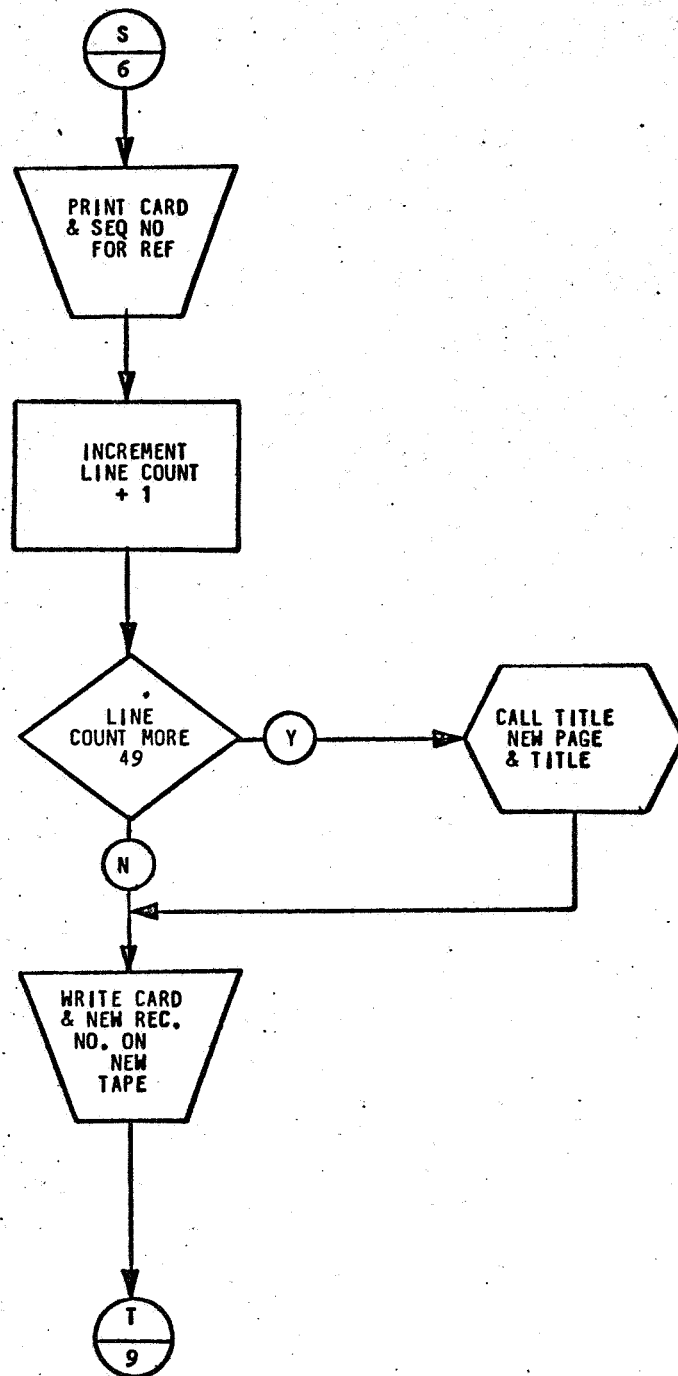 S
6
PRINT CARD
& SEQ NO
FOR REF
INCREMENT
LINE COUNT
+ 1
LINE
COUNT MORE
49
Y
CALL TITLE
NEW PAGE
& TITLE
N
WRITE CARD
& NEW REC.
NO. ON
NEW
TAPE
T
9